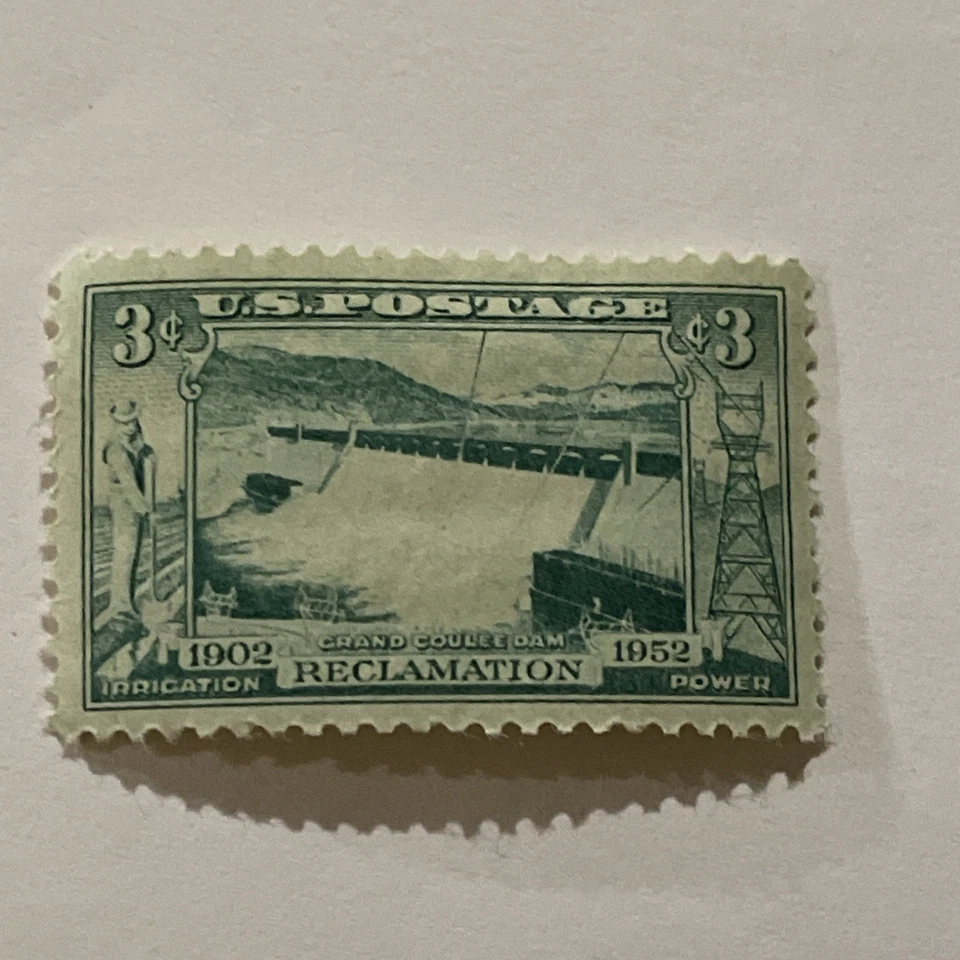 3¢ U.S. POSTAGE ¢3
GRAND COULEE DAM
1902 RECLAMATION 1952
IRRIGATION POWER